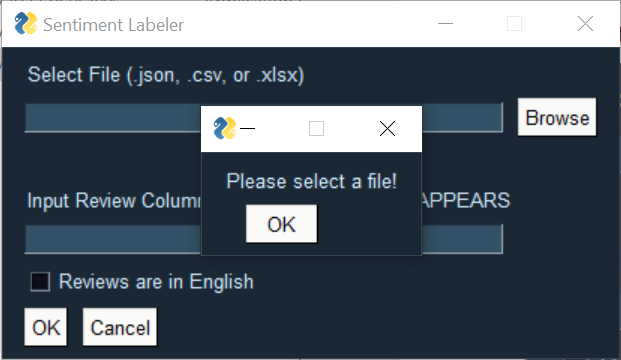 Sentiment Labeler
Select File (.json, .csv, or .xlsx)
Browse
Please select a file!
OK
Input Review Colum
APPEARS
Reviews are in English
OK
Cancel